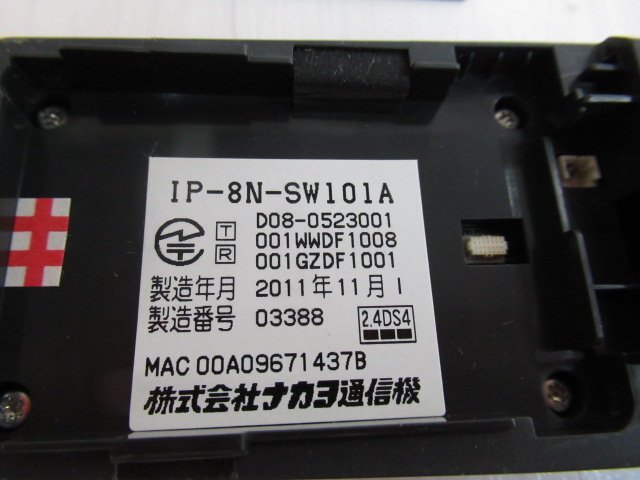 IP-8N-SW101A
T D08-0523001
R 001WWDF1008
001GZDF1001
製造年月 2011年11月 1
製造番号 03388 2.4DS4
MAC 00A09671437B
株式会社ナカヨ通信機